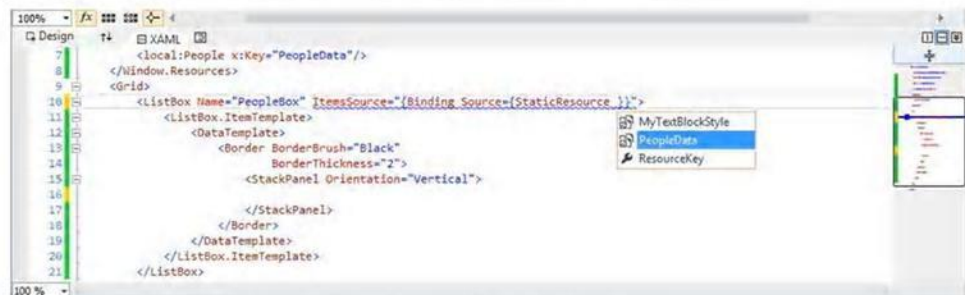 100%
Design XAML
7 <local:People x:Key="PeopleData"/>
8 </Window.Resources>
9 <Grid>
10 <ListBox Name="PeopleBox" ItemsSource="{Binding Source={StaticResource }}">
11 <ListBox.ItemTemplate>
MyTextBlockStyle
12 <DataTemplate>
PeopleData
13 <Border BorderBrush="Black"
ResourceKey
14 BorderThickness="2">
15 <StackPanel Orientation="Vertical">
16
17 </StackPanel>
18 </Border>
19 </DataTemplate>
20 </ListBox.ItemTemplate>
21 </ListBox>
100 %